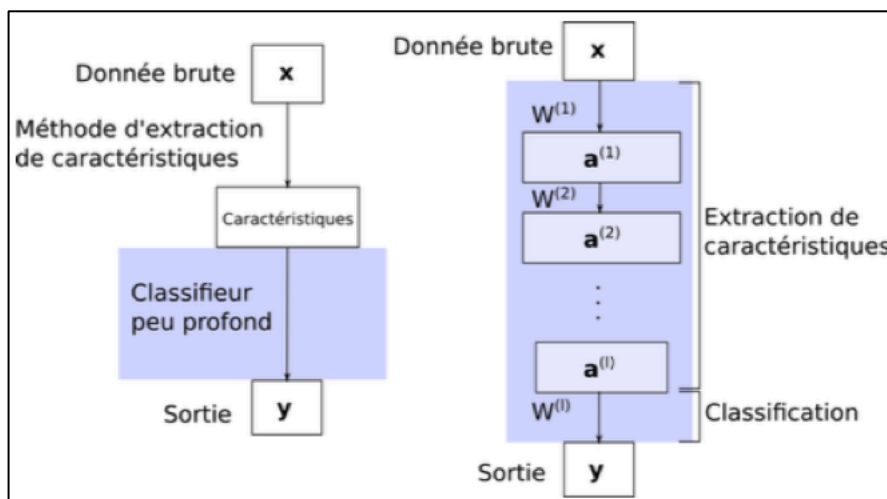 Donnée brute
x
Méthode d'extraction
de caractéristiques
Caractéristiques
Classifieur
peu profond
Sortie
y
Donnée brute
x
W(1)
a(1)
W(2)
a(2)
.
.
.
a(l)
W(l)
Sortie
y
Extraction de
caractéristiques
Classification